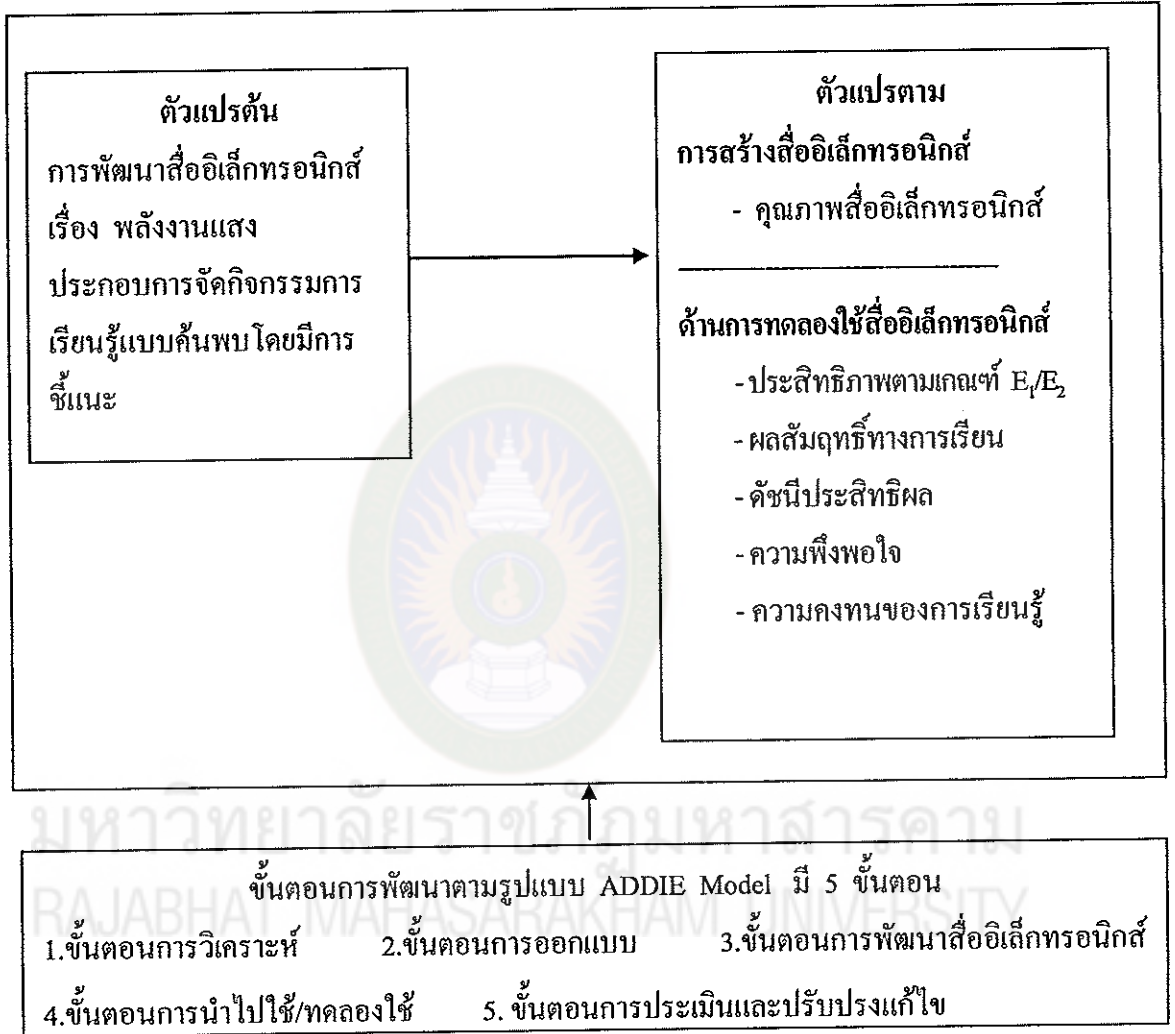 ตัวแปรต้น
การพัฒนาสื่ออิเล็กทรอนิกส์
เรื่อง พลังงานแสง
ประกอบการจัดกิจกรรมการ
เรียนรู้แบบค้นพบโดยมีการ
ชี้แนะ
ตัวแปรตาม
การสร้างสื่ออิเล็กทรอนิกส์
- คุณภาพสื่ออิเล็กทรอนิกส์
ด้านการทดลองใช้สื่ออิเล็กทรอนิกส์
-ประสิทธิภาพตามเกณฑ์ E₁/E₂
-ผลสัมฤทธิ์ทางการเรียน
-ดัชนีประสิทธิผล
-ความพึงพอใจ
-ความคงทนของการเรียนรู้
มหาวิทยาลัยราชภัฏมหาสารคาม
RAJABHAT MAHASARAKHAM UNIVERSITY
ขั้นตอนการพัฒนาตามรูปแบบ ADDIE Model มี 5 ขั้นตอน
1.ขั้นตอนการวิเคราะห์ 2.ขั้นตอนการออกแบบ 3.ขั้นตอนการพัฒนาสื่ออิเล็กทรอนิกส์
4.ขั้นตอนการนำไปใช้/ทดลองใช้ 5. ขั้นตอนการประเมินและปรับปรุงแก้ไข